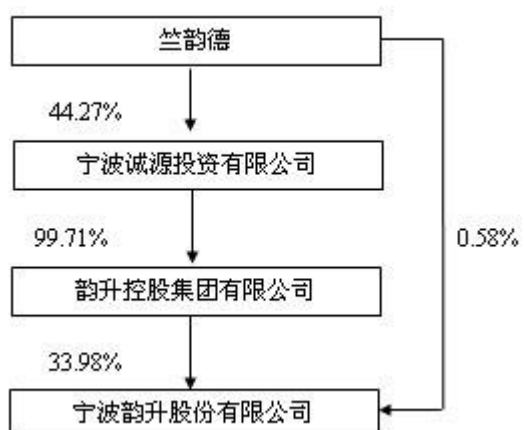 竺韵德
44.27%
宁波诚源投资有限公司
99.71%
0.58%
韵升控股集团有限公司
33.98%
宁波韵升股份有限公司